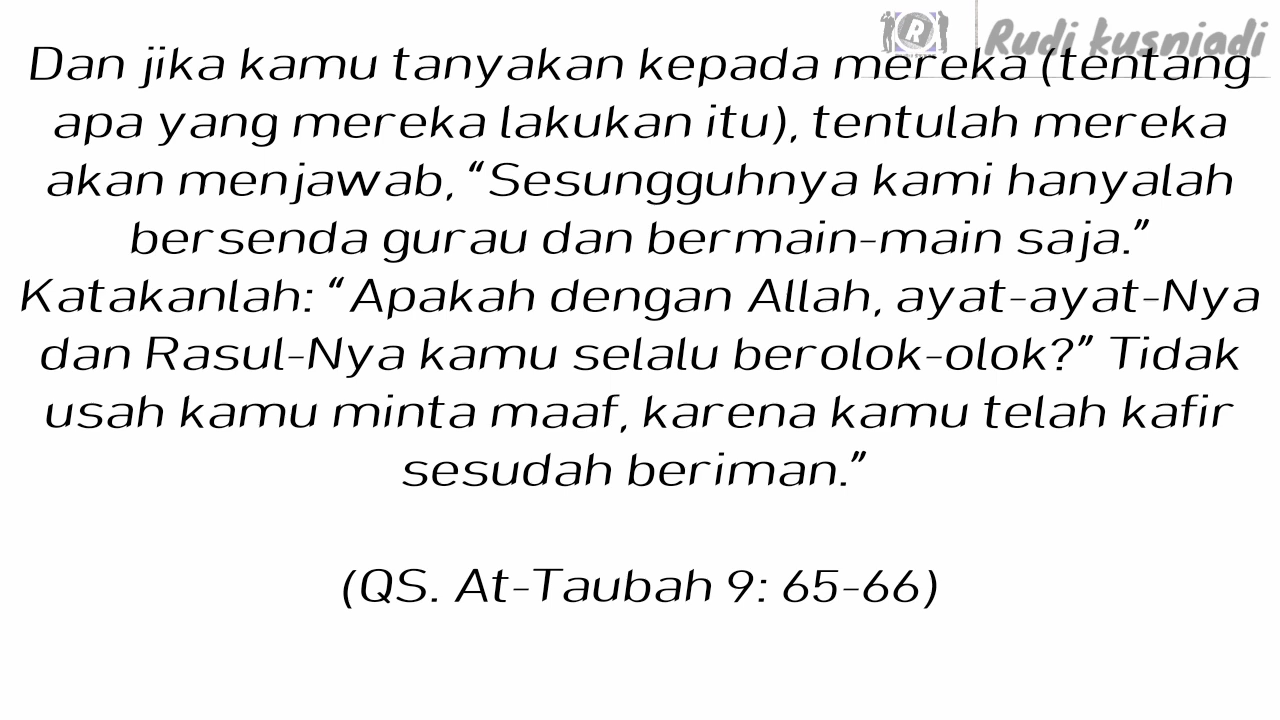 Rudi kusniadi
Dan jika kamu tanyakan kepada mereka (tentang
apa yang mereka lakukan itu), tentulah mereka
akan menjawab, “Sesungguhnya kami hanyalah
bersenda gurau dan bermain-main saja.”
Katakanlah: “Apakah dengan Allah, ayat-ayat-Nya
dan Rasul-Nya kamu selalu berolok-olok?” Tidak
usah kamu minta maaf, karena kamu telah kafir
sesudah beriman.”
(QS. At-Taubah 9: 65-66)